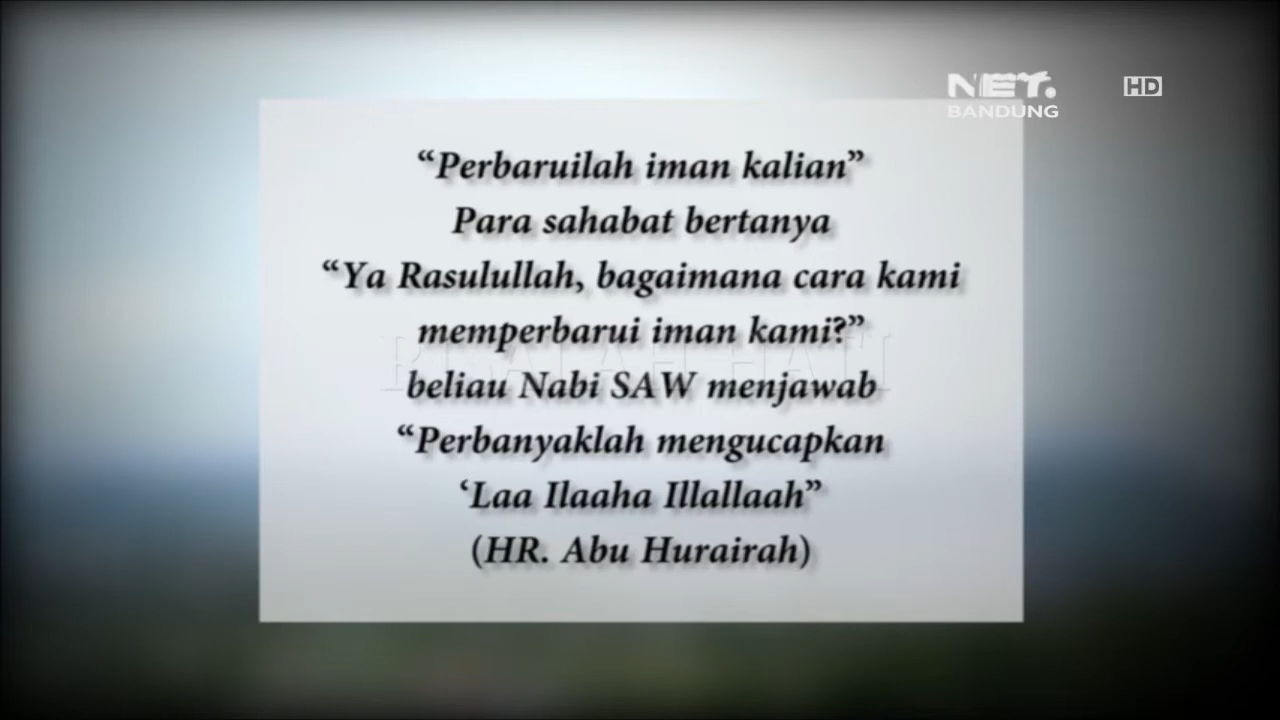 NET.
BANDUNG
HD
“Perbaruilah iman kalian”
Para sahabat bertanya
“Ya Rasulullah, bagaimana cara kami
memperbarui iman kami?”
beliau Nabi SAW menjawab
“Perbanyaklah mengucapkan
‘Laa Ilaaha Illallaah”
(HR. Abu Hurairah)